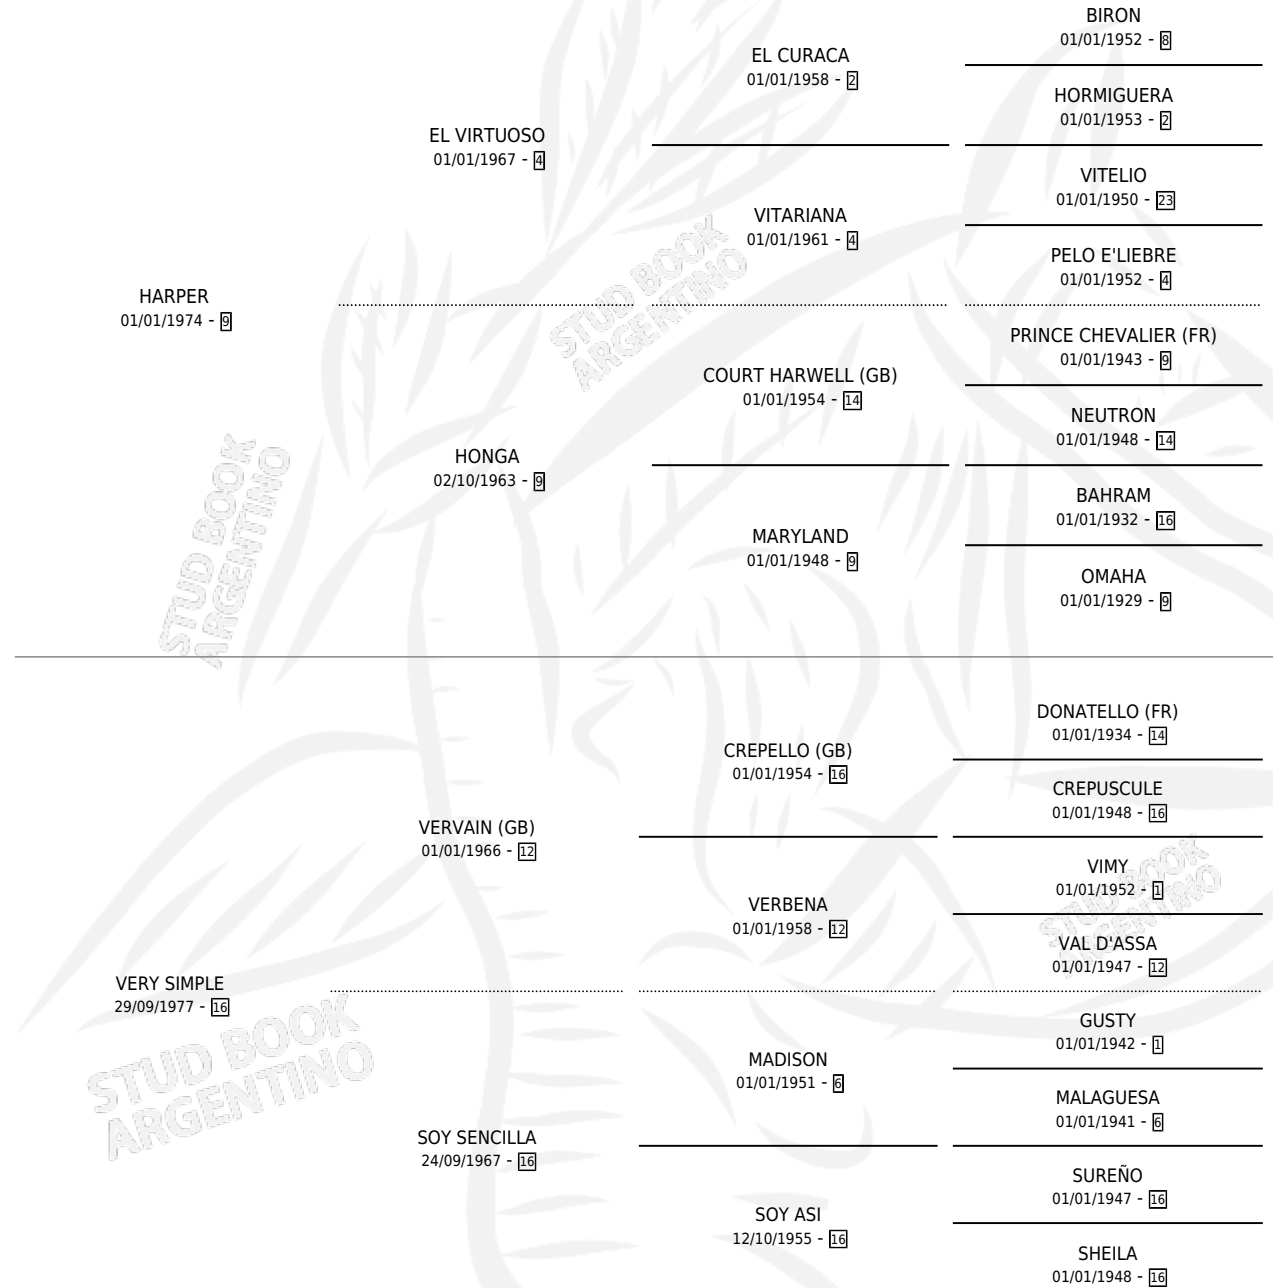 BIRON
01/01/1952 - 8
EL CURACA
01/01/1958 - 2
HORMIGUERA
01/01/1953 - 2
EL VIRTUOSO
01/01/1967 - 4
VITELIO
01/01/1950 - 23
VITARIANA
01/01/1961 - 4
PELO E'LIEBRE
01/01/1952 - 4
HARPER
01/01/1974 - 9
PRINCE CHEVALIER (FR)
01/01/1943 - 9
COURT HARWELL (GB)
01/01/1954 - 14
NEUTRON
01/01/1948 - 14
HONGA
02/10/1963 - 9
BAHRAM
01/01/1932 - 16
MARYLAND
01/01/1948 - 9
OMAHA
01/01/1929 - 9
DONATELLO (FR)
01/01/1934 - 14
CREPELLO (GB)
01/01/1954 - 16
CREPUSCULE
01/01/1948 - 16
VERVAIN (GB)
01/01/1966 - 12
VIMY
01/01/1952 - 1
VERBENA
01/01/1958 - 12
VAL D'ASSA
01/01/1947 - 12
VERY SIMPLE
29/09/1977 - 16
GUSTY
01/01/1942 - 1
MADISON
01/01/1951 - 6
MALAGUESA
01/01/1941 - 6
SOY SENCILLA
24/09/1967 - 16
SUREÑO
01/01/1947 - 16
SOY ASI
12/10/1955 - 16
SHEILA
01/01/1948 - 16
STUD BOOK
ARGENTINO
STUD BOOK
ARGENTINO
STUD BOOK
ARGENTINO
STUD BOOK
ARGENTINO